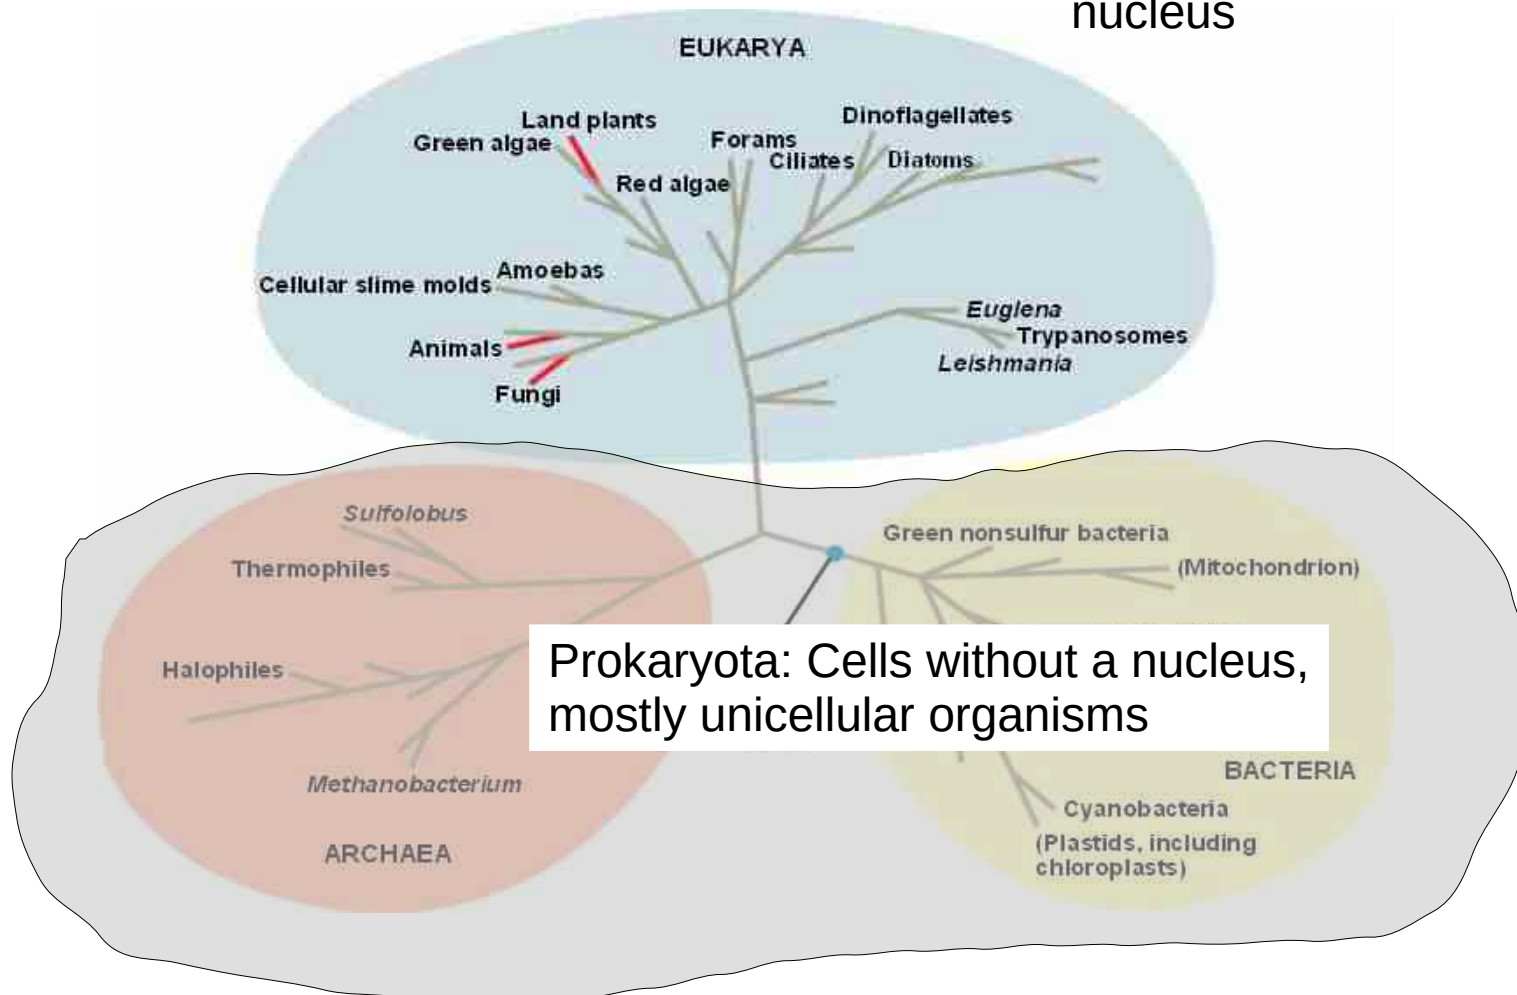 nucleus
EUKARYA
Land plants
Green algae
Red algae
Forams
Ciliates
Dinoflagellates
Diatoms
Amoebas
Cellular slime molds
Animals
Fungi
Euglena
Trypanosomes
Leishmania
Sulfolobus
Thermophiles
Halophiles
Methanobacterium
ARCHAEA
Green nonsulfur bacteria
(Mitochondrion)
Prokaryota: Cells without a nucleus,
mostly unicellular organisms
BACTERIA
Cyanobacteria
(Plastids, including
chloroplasts)